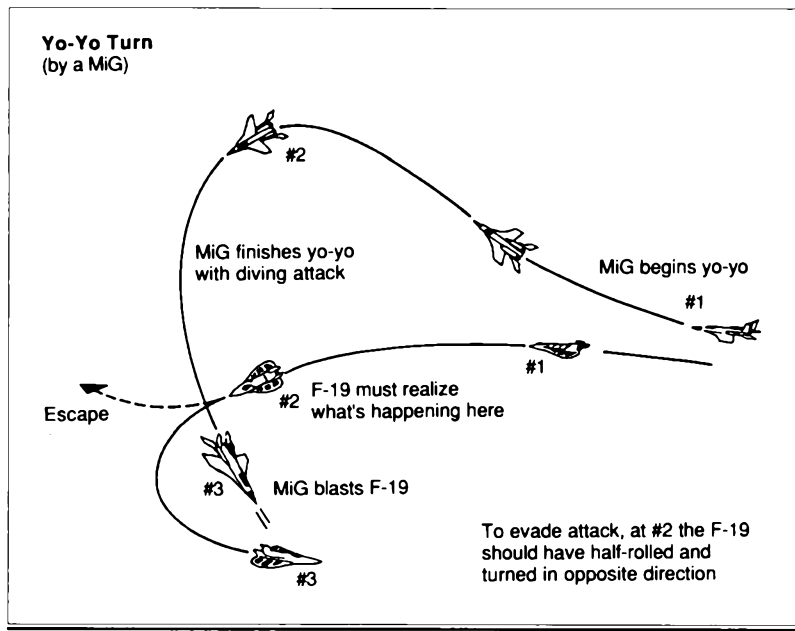 Yo-Yo Turn
(by a MiG)
#2
MiG finishes yo-yo
with diving attack
MiG begins yo-yo
#1
#1
#2
F-19 must realize
what's happening here
Escape
#3
MiG blasts F-19
#3
To evade attack, at #2 the F-19
should have half-rolled and
turned in opposite direction